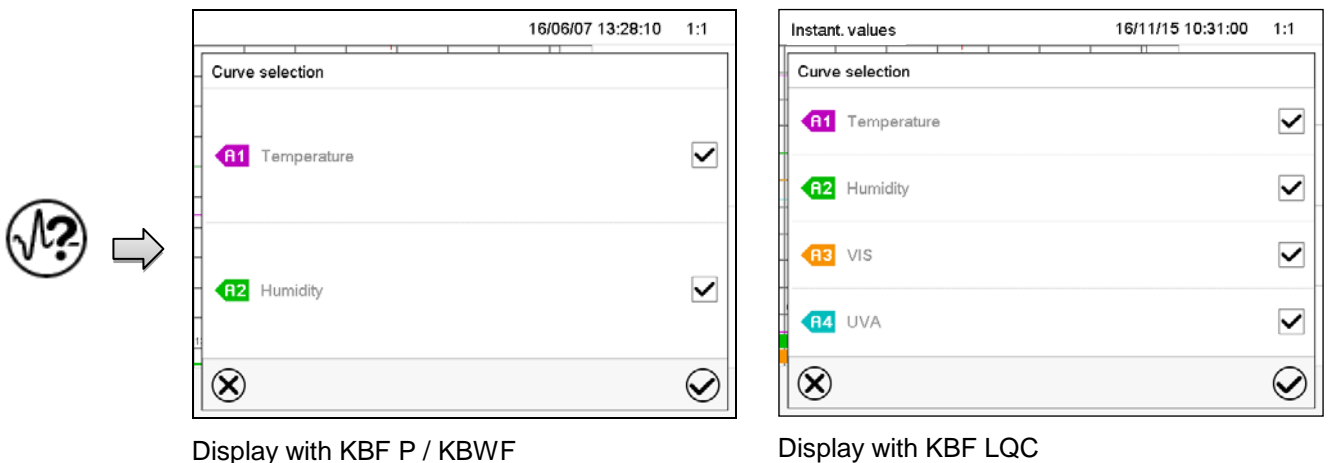 16/06/07 13:28:10 1:1
Curve selection
A1 Temperature
A2 Humidity
Display with KBF P / KBWF
Instant. values 16/11/15 10:31:00 1:1
Curve selection
A1 Temperature
A2 Humidity
A3 VIS
A4 UVA
Display with KBF LQC